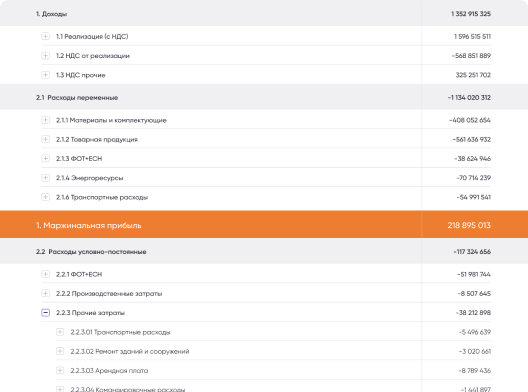 1. Доходы 1 352 915 325
1.1 Реализация (с НДС) 1 596 515 511
1.2 НДС от реализации -568 851 889
1.3 НДС прочие 325 251 702
2.1 Расходы переменные -1 134 020 312
2.1.1 Материалы и комплектующие -408 052 654
2.1.2 Товарная продукция -561 636 932
2.1.3 ФОТ+ЕСН -38 624 946
2.1.4 Энергоресурсы -70 714 239
2.1.6 Транспортные расходы -54 991 541
1. Маржинальная прибыль 218 895 013
2.2 Расходы условно-постоянные -117 324 656
2.2.1 ФОТ+ЕСН -51 981 744
2.2.2 Производственные затраты -8 507 645
2.2.3 Прочие затраты -38 212 898
2.2.3.01 Транспортные расходы -5 496 639
2.2.3.02 Ремонт зданий и сооружений -3 020 661
2.2.3.03 Арендная плата -8 789 436
2.2.3.04 Командировочные расходы -1 441 897